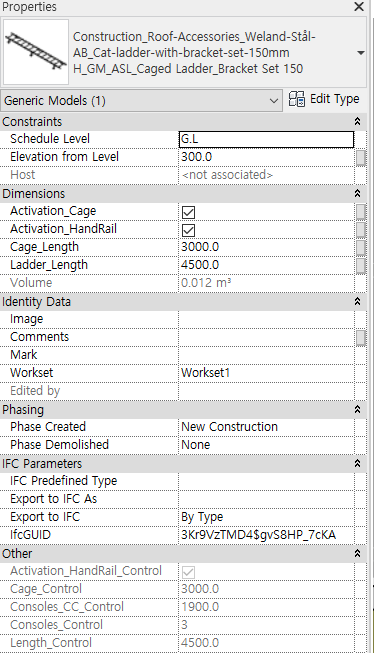 Properties
Construction_Roof-Accessories_Weland-Stål-
AB_Cat-ladder-with-bracket-set-150mm
H_GM_ASL_Caged Ladder_Bracket Set 150
Generic Models (1) Edit Type
Constraints
Schedule Level G.L
Elevation from Level 300.0
Host <not associated>
Dimensions
Activation_Cage
Activation_HandRail
Cage_Length 3000.0
Ladder_Length 4500.0
Volume 0.012 m³
Identity Data
Image
Comments
Mark
Workset Workset1
Edited by
Phasing
Phase Created New Construction
Phase Demolished None
IFC Parameters
IFC Predefined Type
Export to IFC As
Export to IFC By Type
IfcGUID 3Kr9VzTMD4$gvS8HP_7cKA
Other
Activation_HandRail_Control
Cage_Control 3000.0
Consoles_CC_Control 1900.0
Consoles_Control 3
Length_Control 4500.0